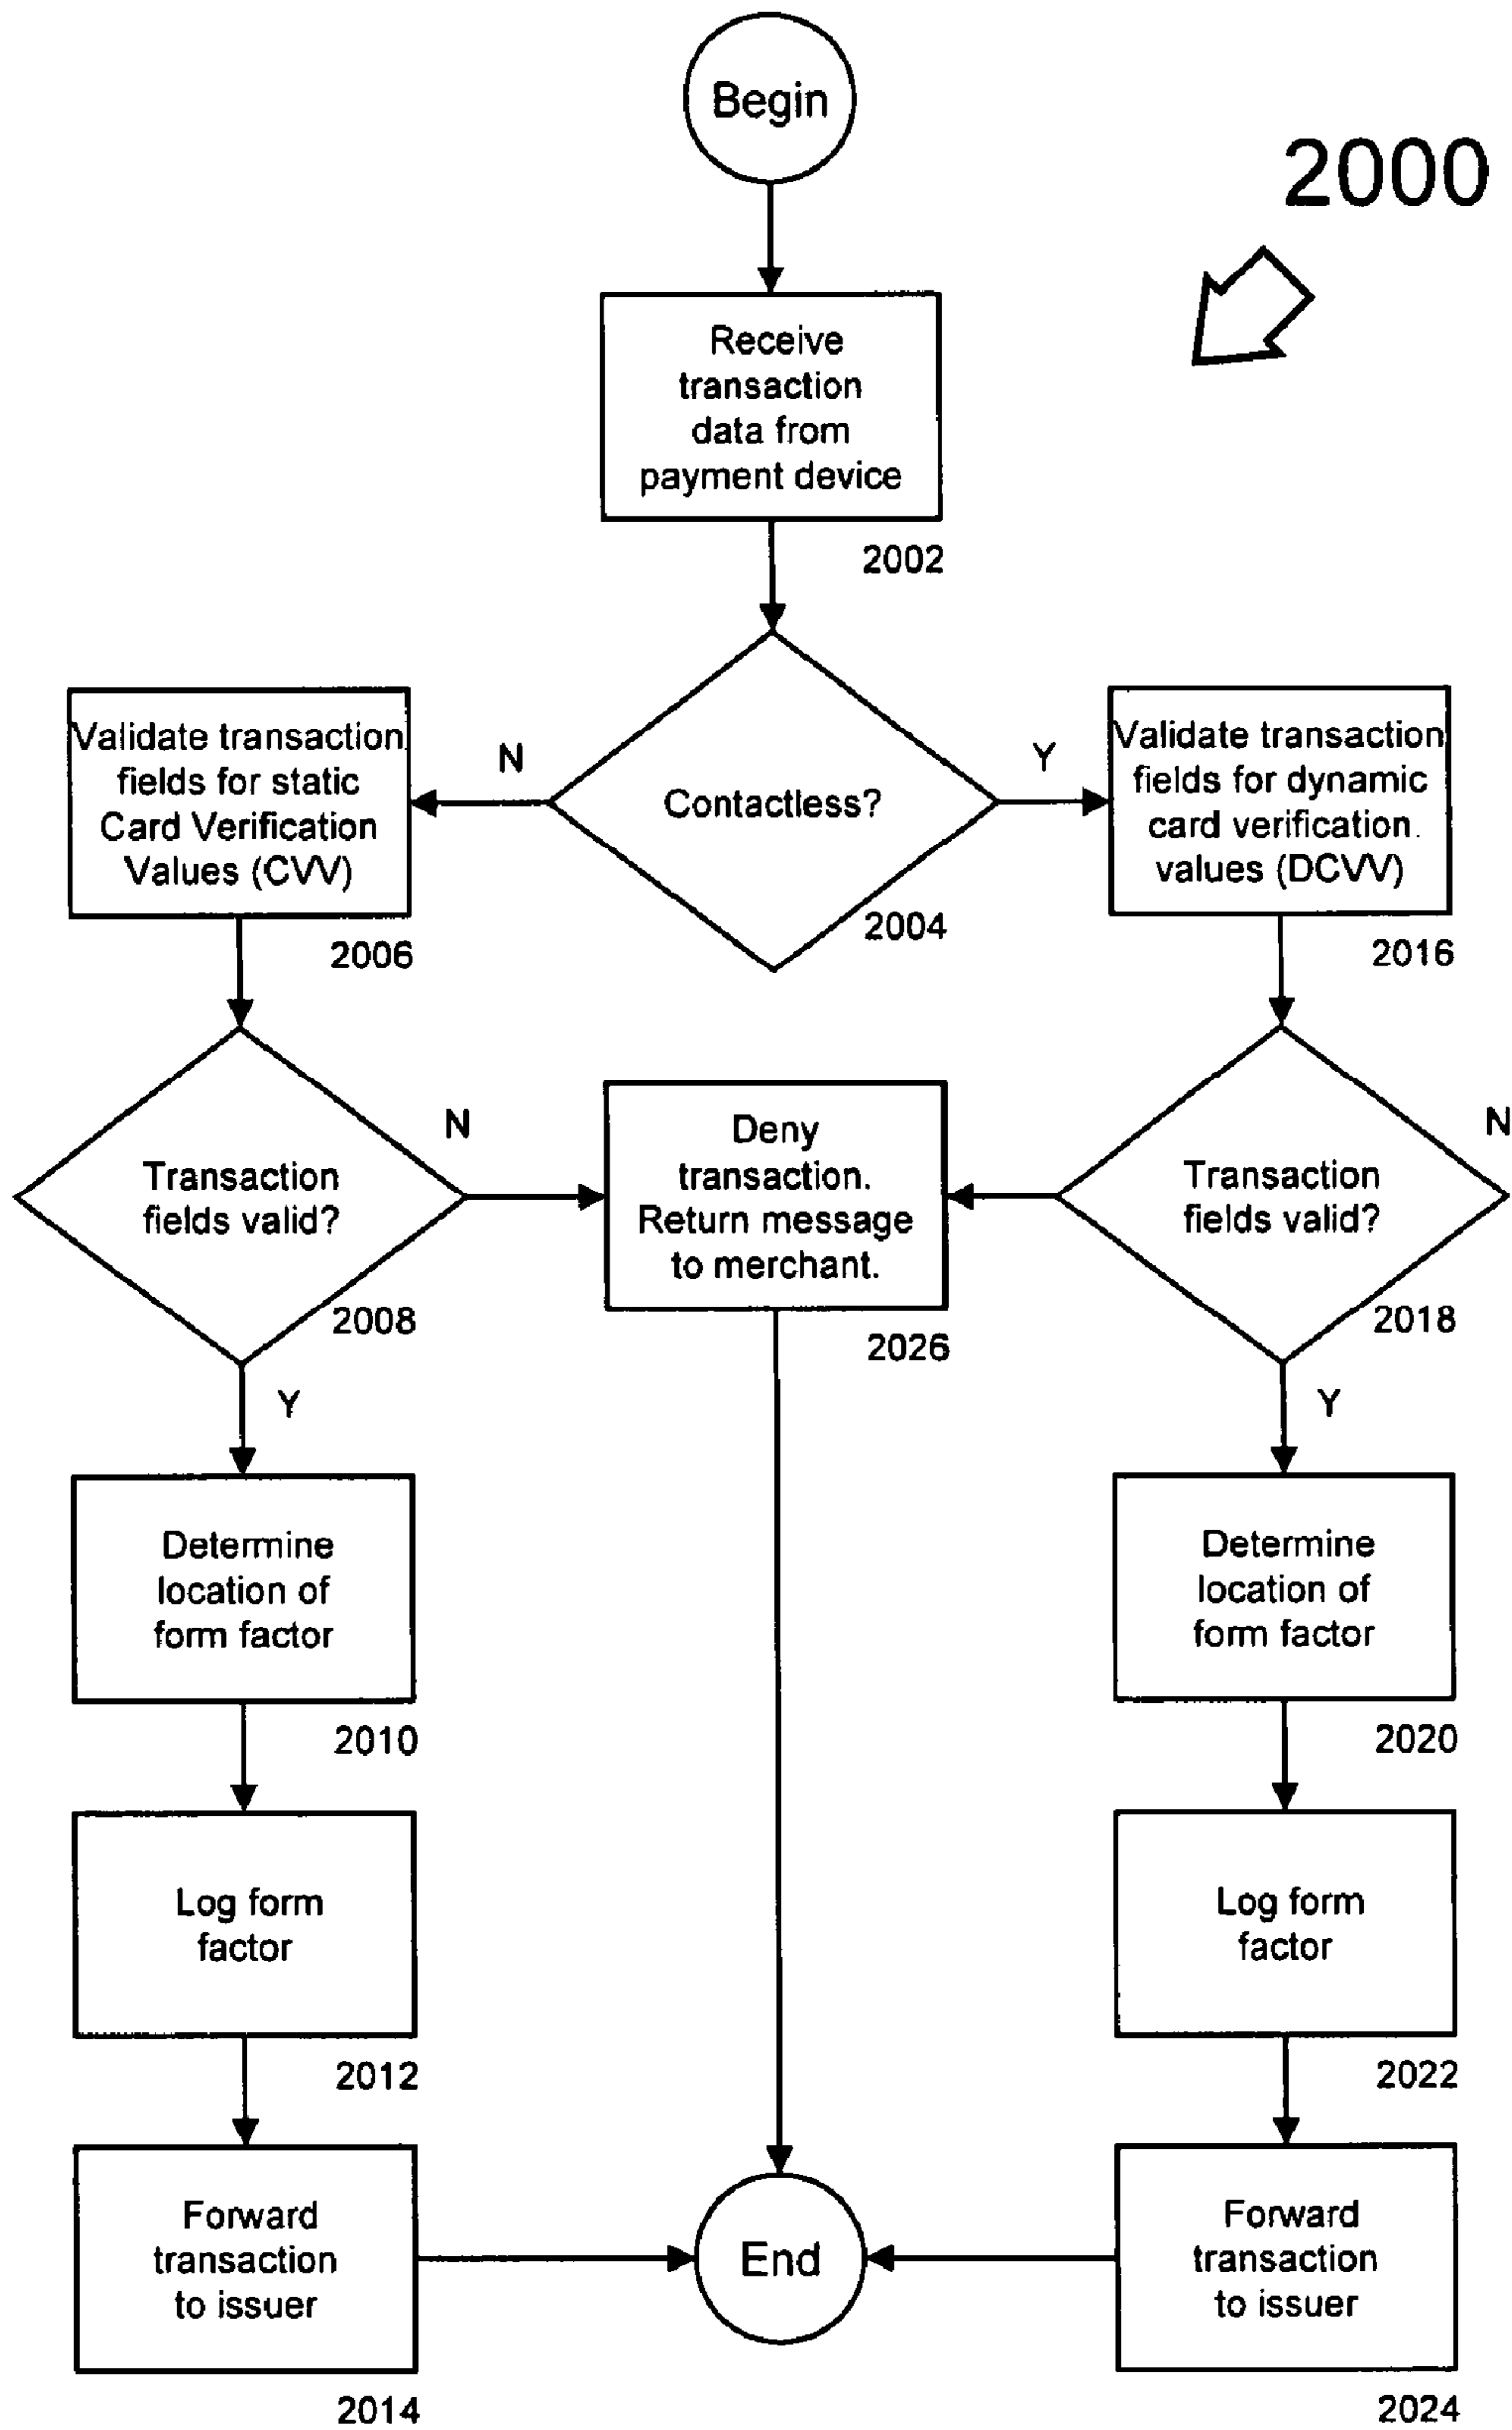 Begin
2000
Receive
transaction
data from
payment device
2002
Validate transaction
fields for static
Card Verification
Values (CVV)
2006
N
Contactless?
Y
2004
Validate transaction
fields for dynamic
card verification
values (DCVV)
2016
Transaction
fields valid?
N
2008
Y
Deny
transaction.
Return message
to merchant.
2026
Transaction
fields valid?
N
2018
Y
Determine
location of
form factor
2010
Determine
location of
form factor
2020
Log form
factor
2012
Log form
factor
2022
Forward
transaction
to issuer
2014
End
Forward
transaction
to issuer
2024